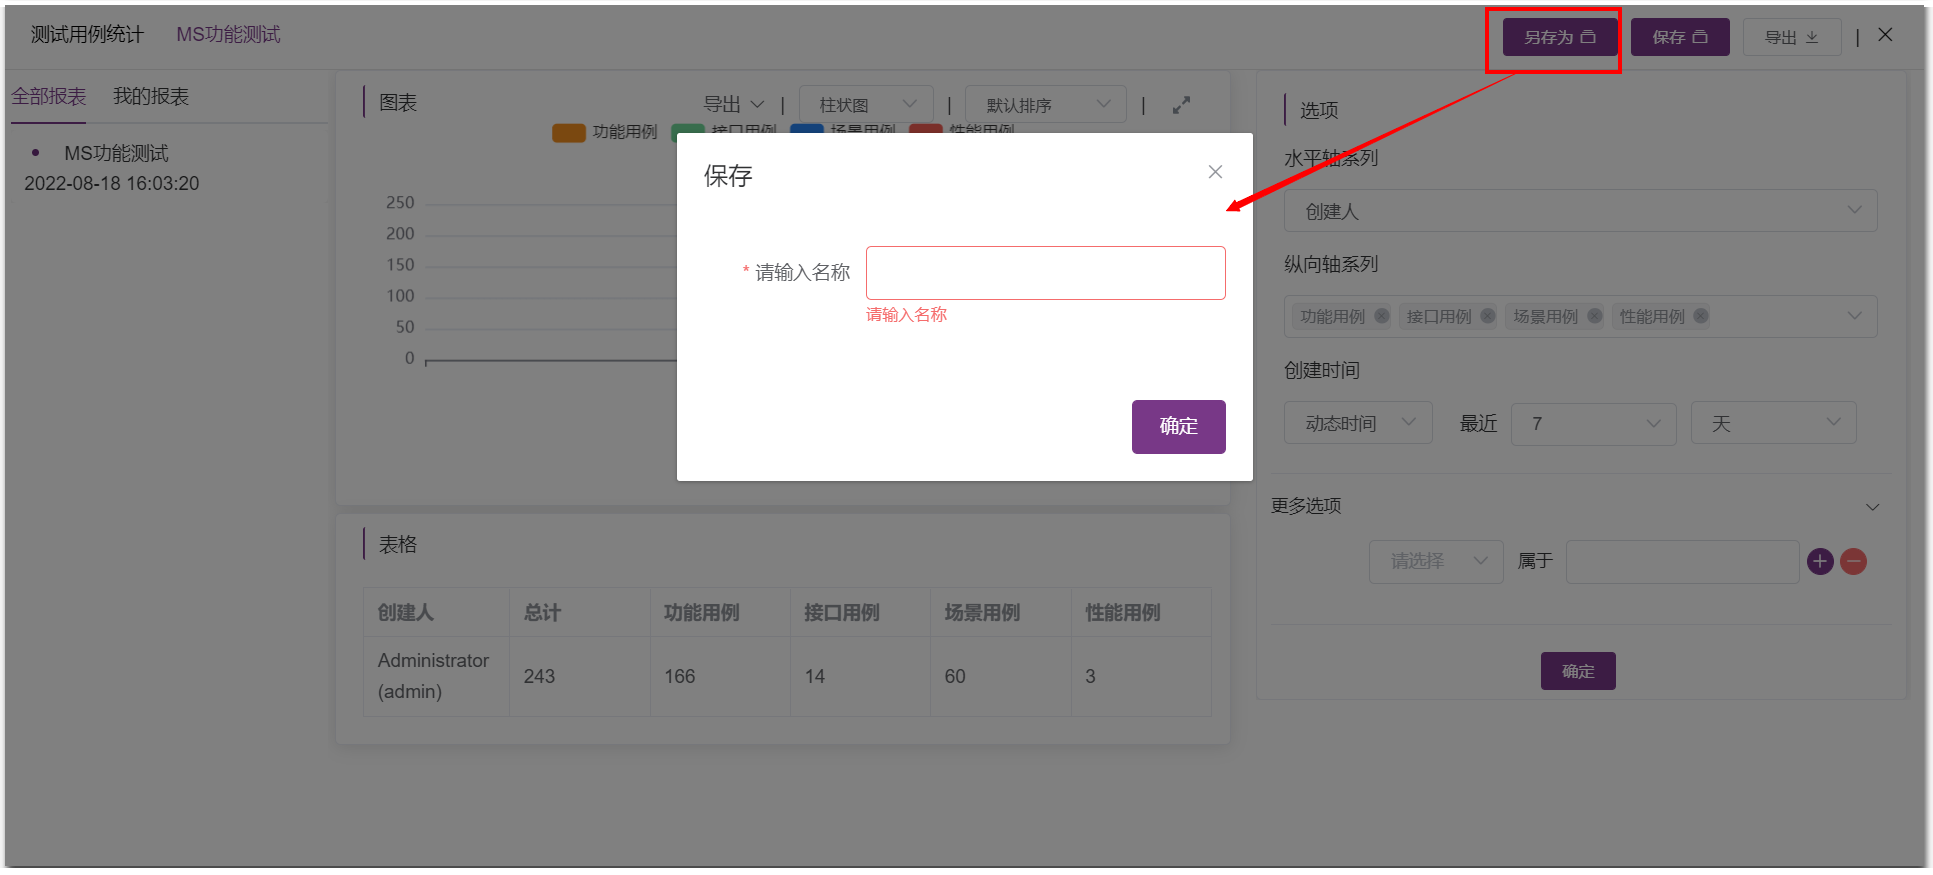 测试用例统计 MS功能测试 另存为 保存 导出 |
全部报表 我的报表
MS功能测试
2022-08-18 16:03:20
图表 导出 | 柱状图 | 默认排序 |
功能用例 接口用例 场景用例 性能用例
250
200
150
100
50
0
保存
* 请输入名称
请输入名称
确定
表格
创建人 总计 功能用例 接口用例 场景用例 性能用例
Administrator
(admin) 243 166 14 60 3
选项
水平轴系列
创建人
纵向轴系列
功能用例 接口用例 场景用例 性能用例
创建时间
动态时间 最近 7 天
更多选项
请选择 属于
确定